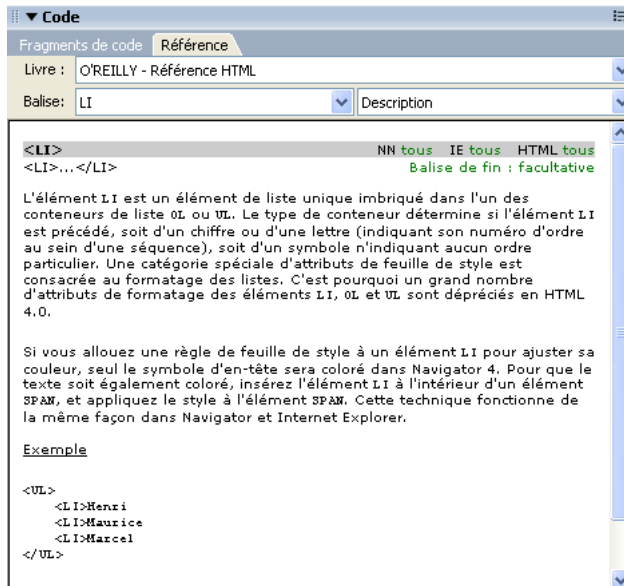 Code
Fragments de code Référence
Livre : O'REILLY - Référence HTML
Balise: LI Description
<LI> NN tous IE tous HTML tous
<LI>...</LI> Balise de fin : facultative
L'élément LI est un élément de liste unique imbriqué dans l'un des
conteneurs de liste OL ou UL. Le type de conteneur détermine si l'élément LI
est précédé, soit d'un chiffre ou d'une lettre (indiquant son numéro d'ordre
au sein d'une séquence), soit d'un symbole n'indiquant aucun ordre
particulier. Une catégorie spéciale d'attributs de feuille de style est
consacrée au formatage des listes. C'est pourquoi un grand nombre
d'attributs de formatage des éléments LI, OL et UL sont dépréciés en HTML
4.0.
Si vous allouez une règle de feuille de style à un élément LI pour ajuster sa
couleur, seul le symbole d'en-tête sera coloré dans Navigator 4. Pour que le
texte soit également coloré, insérez l'élément LI à l'intérieur d'un élément
SPAN, et appliquez le style à l'élément SPAN. Cette technique fonctionne de
la même façon dans Navigator et Internet Explorer.
Exemple
<UL>
<LI>Henri
<LI>Maurice
<LI>Marcel
</UL>